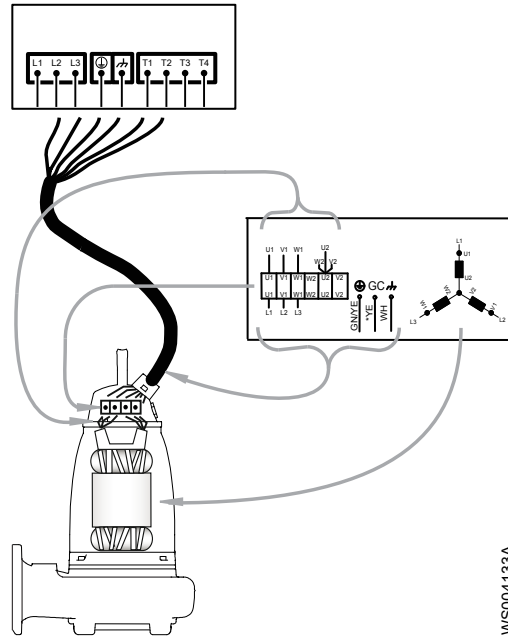 L1 L2 L3 T1 T2 T3 T4
U1 V1 W1 U2
W2 V2
U1 V1 W1 W2 U2 V2
U1 V1 W1 W2 U2 V2
L1 L2 L3
GC
GN/YE
*YE
WH
L1
U1
U2
W2 V2
W1 V1
L3 L2
WS004133A